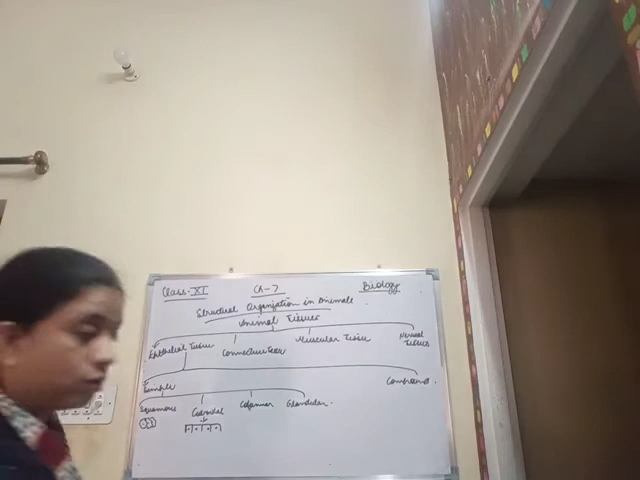 Class-XI Ch-7 Biology
Structural Organization in Animals.
Animal Tissues
Epithelial Tissue Connective Tissue Muscular Tissue Neural Tissues
Simple Compound.
Squamous Cuboidal Columnar Glandular.